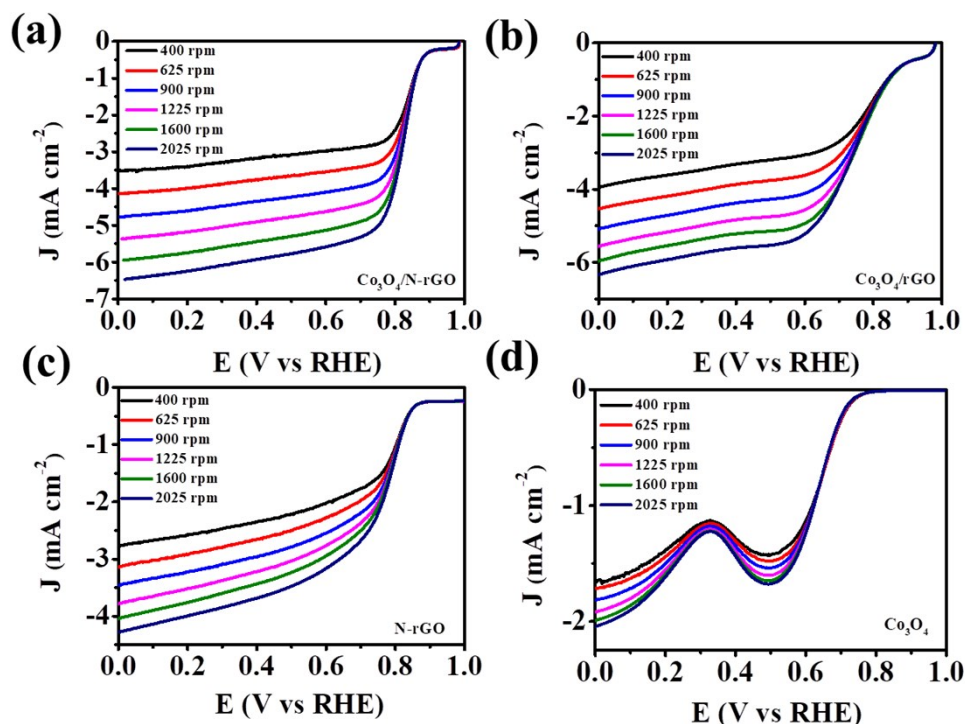 (a)
0
-1
-2
-3
-4
-5
-6
-7
J (mA cm⁻²)
400 rpm
625 rpm
900 rpm
1225 rpm
1600 rpm
2025 rpm
Co₃O₄/N-rGO
0.0 0.2 0.4 0.6 0.8 1.0
E (V vs RHE)
(b)
0
-2
-4
-6
J (mA cm⁻²)
400 rpm
625 rpm
900 rpm
1225 rpm
1600 rpm
2025 rpm
Co₃O₄/rGO
0.0 0.2 0.4 0.6 0.8 1.0
E (V vs RHE)
(c)
0
-1
-2
-3
-4
J (mA cm⁻²)
400 rpm
625 rpm
900 rpm
1225 rpm
1600 rpm
2025 rpm
N-rGO
0.0 0.2 0.4 0.6 0.8 1.0
E (V vs RHE)
(d)
0
-1
-2
J (mA cm⁻²)
400 rpm
625 rpm
900 rpm
1225 rpm
1600 rpm
2025 rpm
Co₃O₄
0.0 0.2 0.4 0.6 0.8 1.0
E (V vs RHE)